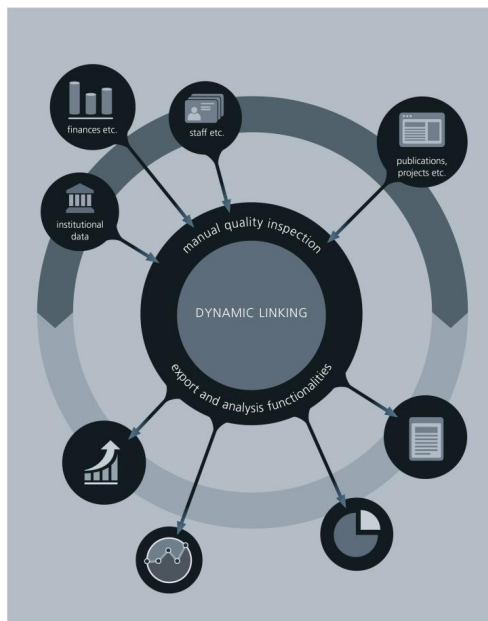 finances etc.
staff etc.
publications,
projects etc.
institutional
data
manual quality inspection
DYNAMIC LINKING
export and analysis functionalities